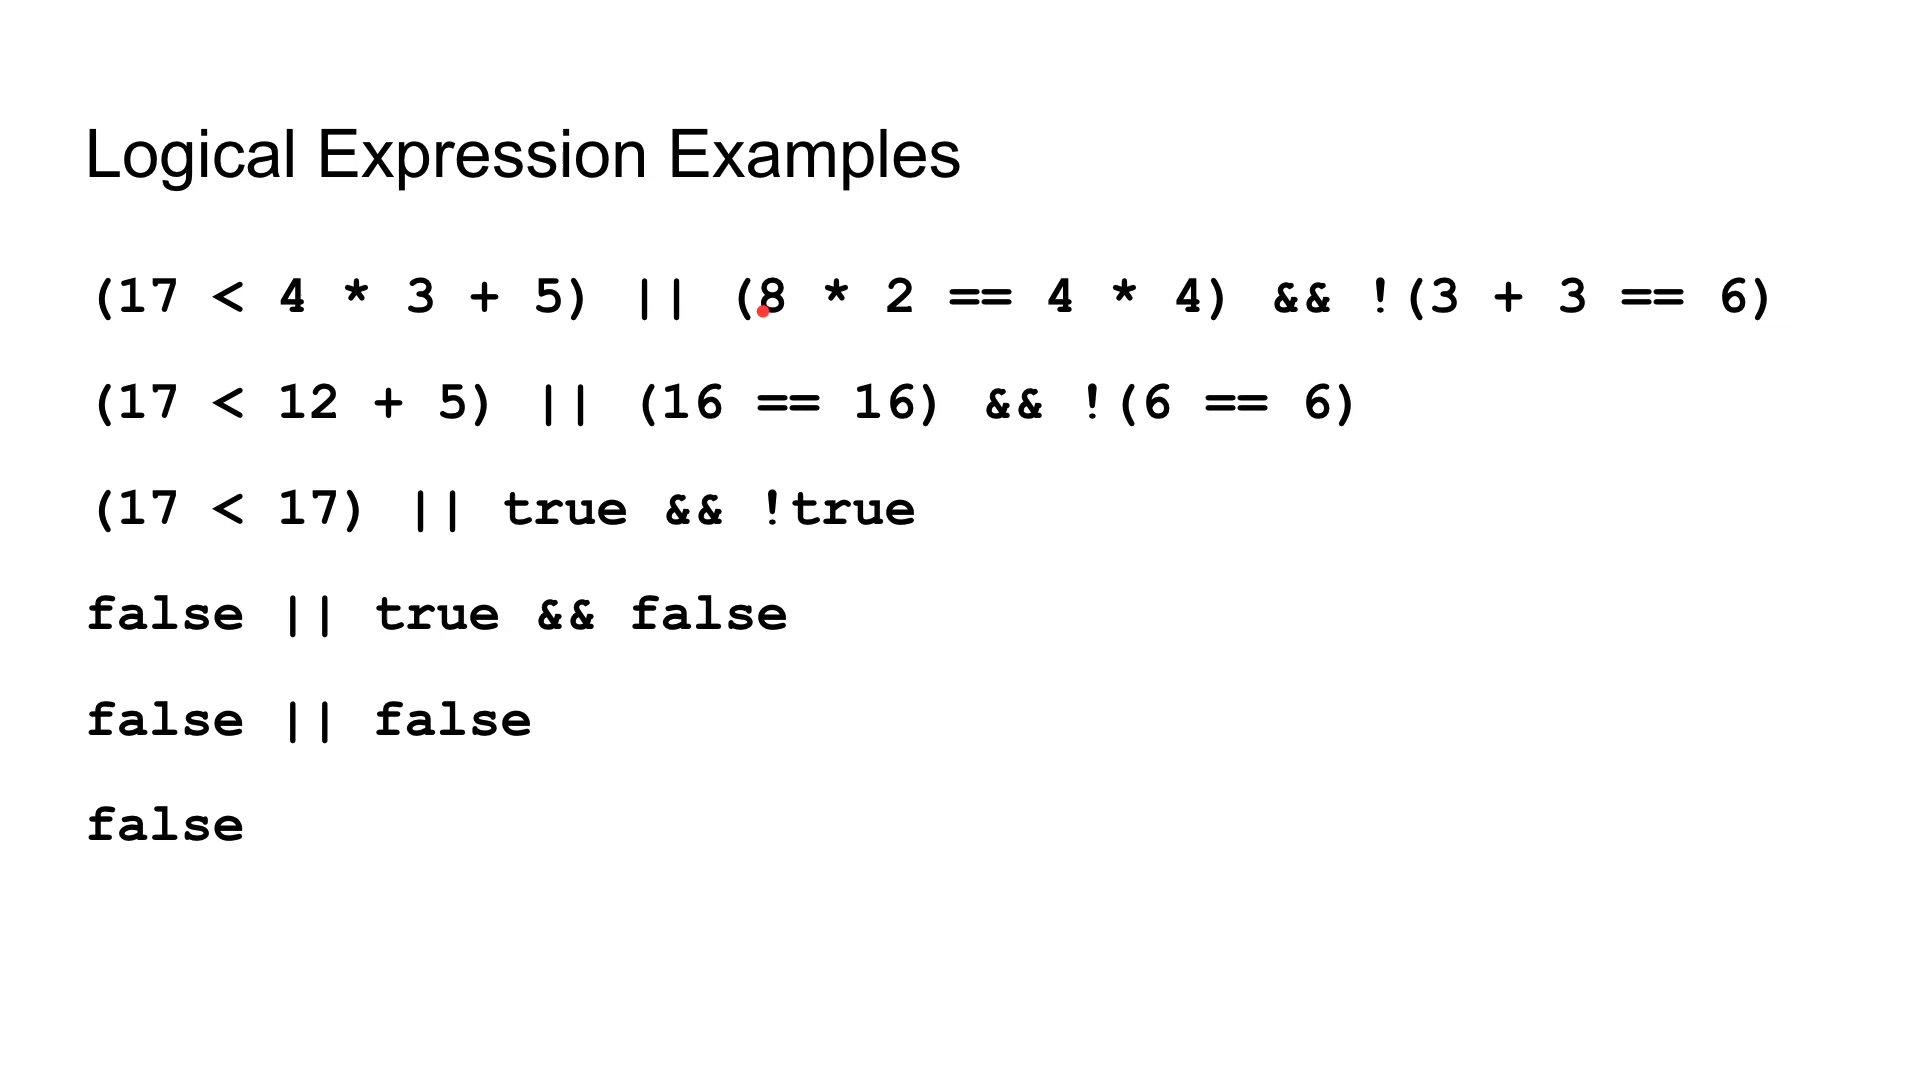 Logical Expression Examples
(17 < 4 * 3 + 5) || (8 * 2 == 4 * 4) && !(3 + 3 == 6)
(17 < 12 + 5) || (16 == 16) && !(6 == 6)
(17 < 17) || true && !true
false || true && false
false || false
false